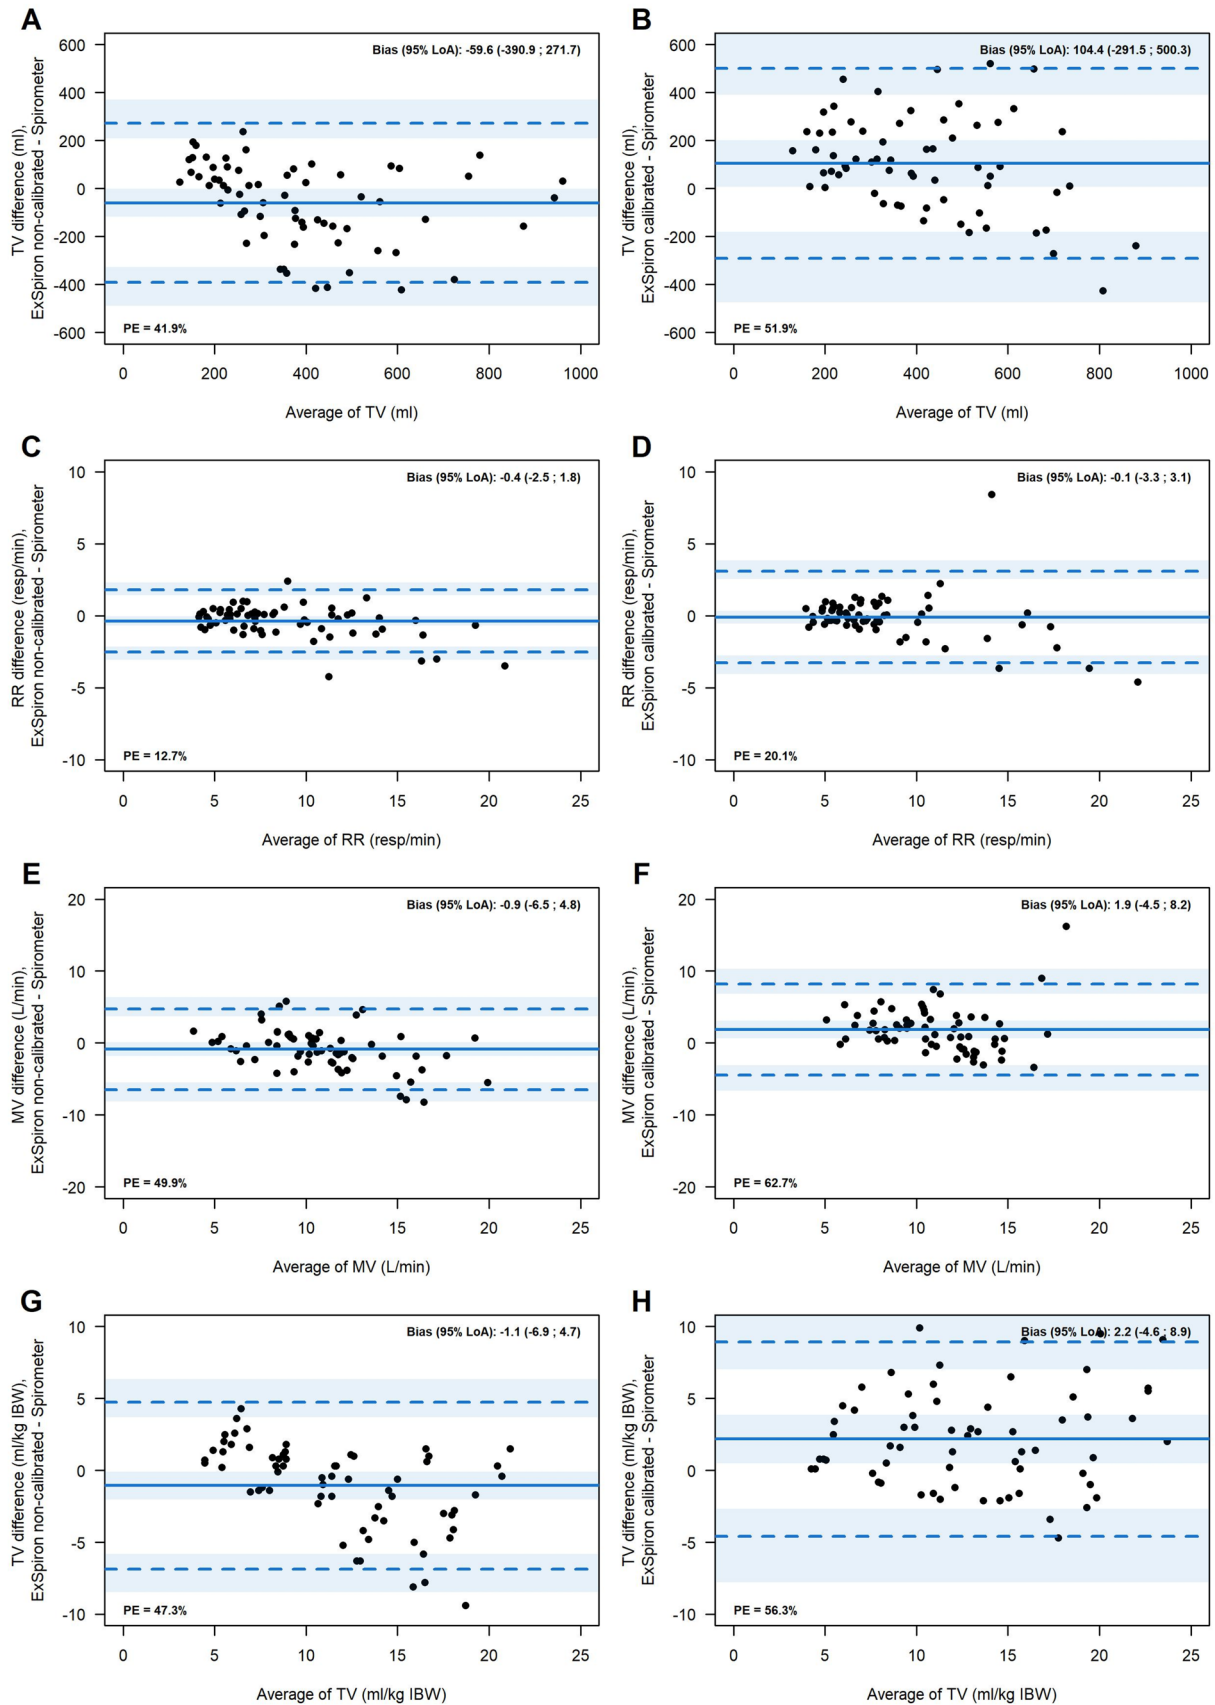 A
TV difference (ml),
ExSpiron non-calibrated - Spirometer
600
400
200
0
-200
-400
-600
Bias (95% LoA): -59.6 (-390.9 ; 271.7)
PE = 41.9%
0 200 400 600 800 1000
Average of TV (ml)
B
TV difference (ml),
ExSpiron calibrated - Spirometer
600
400
200
0
-200
-400
-600
Bias (95% LoA): 104.4 (-291.5 ; 500.3)
PE = 51.9%
0 200 400 600 800 1000
Average of TV (ml)
C
RR difference (resp/min),
ExSpiron non-calibrated - Spirometer
10
5
0
-5
-10
Bias (95% LoA): -0.4 (-2.5 ; 1.8)
PE = 12.7%
0 5 10 15 20 25
Average of RR (resp/min)
D
RR difference (resp/min),
ExSpiron calibrated - Spirometer
10
5
0
-5
-10
Bias (95% LoA): -0.1 (-3.3 ; 3.1)
PE = 20.1%
0 5 10 15 20 25
Average of RR (resp/min)
E
MV difference (L/min),
ExSpiron non-calibrated - Spirometer
20
10
0
-10
-20
Bias (95% LoA): -0.9 (-6.5 ; 4.8)
PE = 49.9%
0 5 10 15 20 25
Average of MV (L/min)
F
MV difference (L/min),
ExSpiron calibrated - Spirometer
20
10
0
-10
-20
Bias (95% LoA): 1.9 (-4.5 ; 8.2)
PE = 62.7%
0 5 10 15 20 25
Average of MV (L/min)
G
TV difference (ml/kg IBW),
ExSpiron non-calibrated - Spirometer
10
5
0
-5
-10
Bias (95% LoA): -1.1 (-6.9 ; 4.7)
PE = 47.3%
0 5 10 15 20 25
Average of TV (ml/kg IBW)
H
TV difference (ml/kg IBW),
ExSpiron calibrated - Spirometer
10
5
0
-5
-10
Bias (95% LoA): 2.2 (-4.6 ; 8.9)
PE = 56.3%
0 5 10 15 20 25
Average of TV (ml/kg IBW)